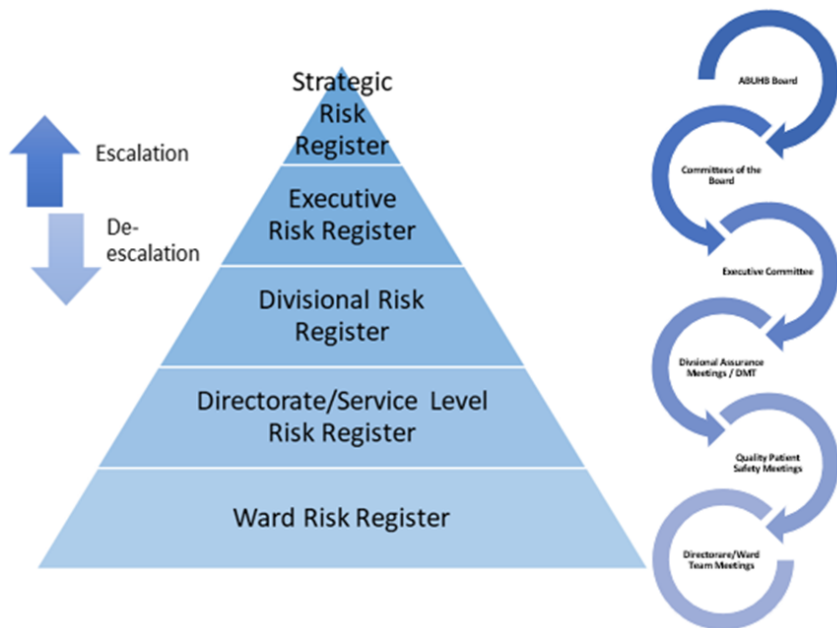 Strategic
Risk
Register
Escalation
De-
escalation
Executive
Risk Register
Divisional Risk
Register
Directorate/Service Level
Risk Register
Ward Risk Register
ABUHB Board
Committees of the
Board
Executive Committee
Divisional Assurance
Meetings / DMT
Quality Patient
Safety Meetings
Directorare/Ward
Team Meetings